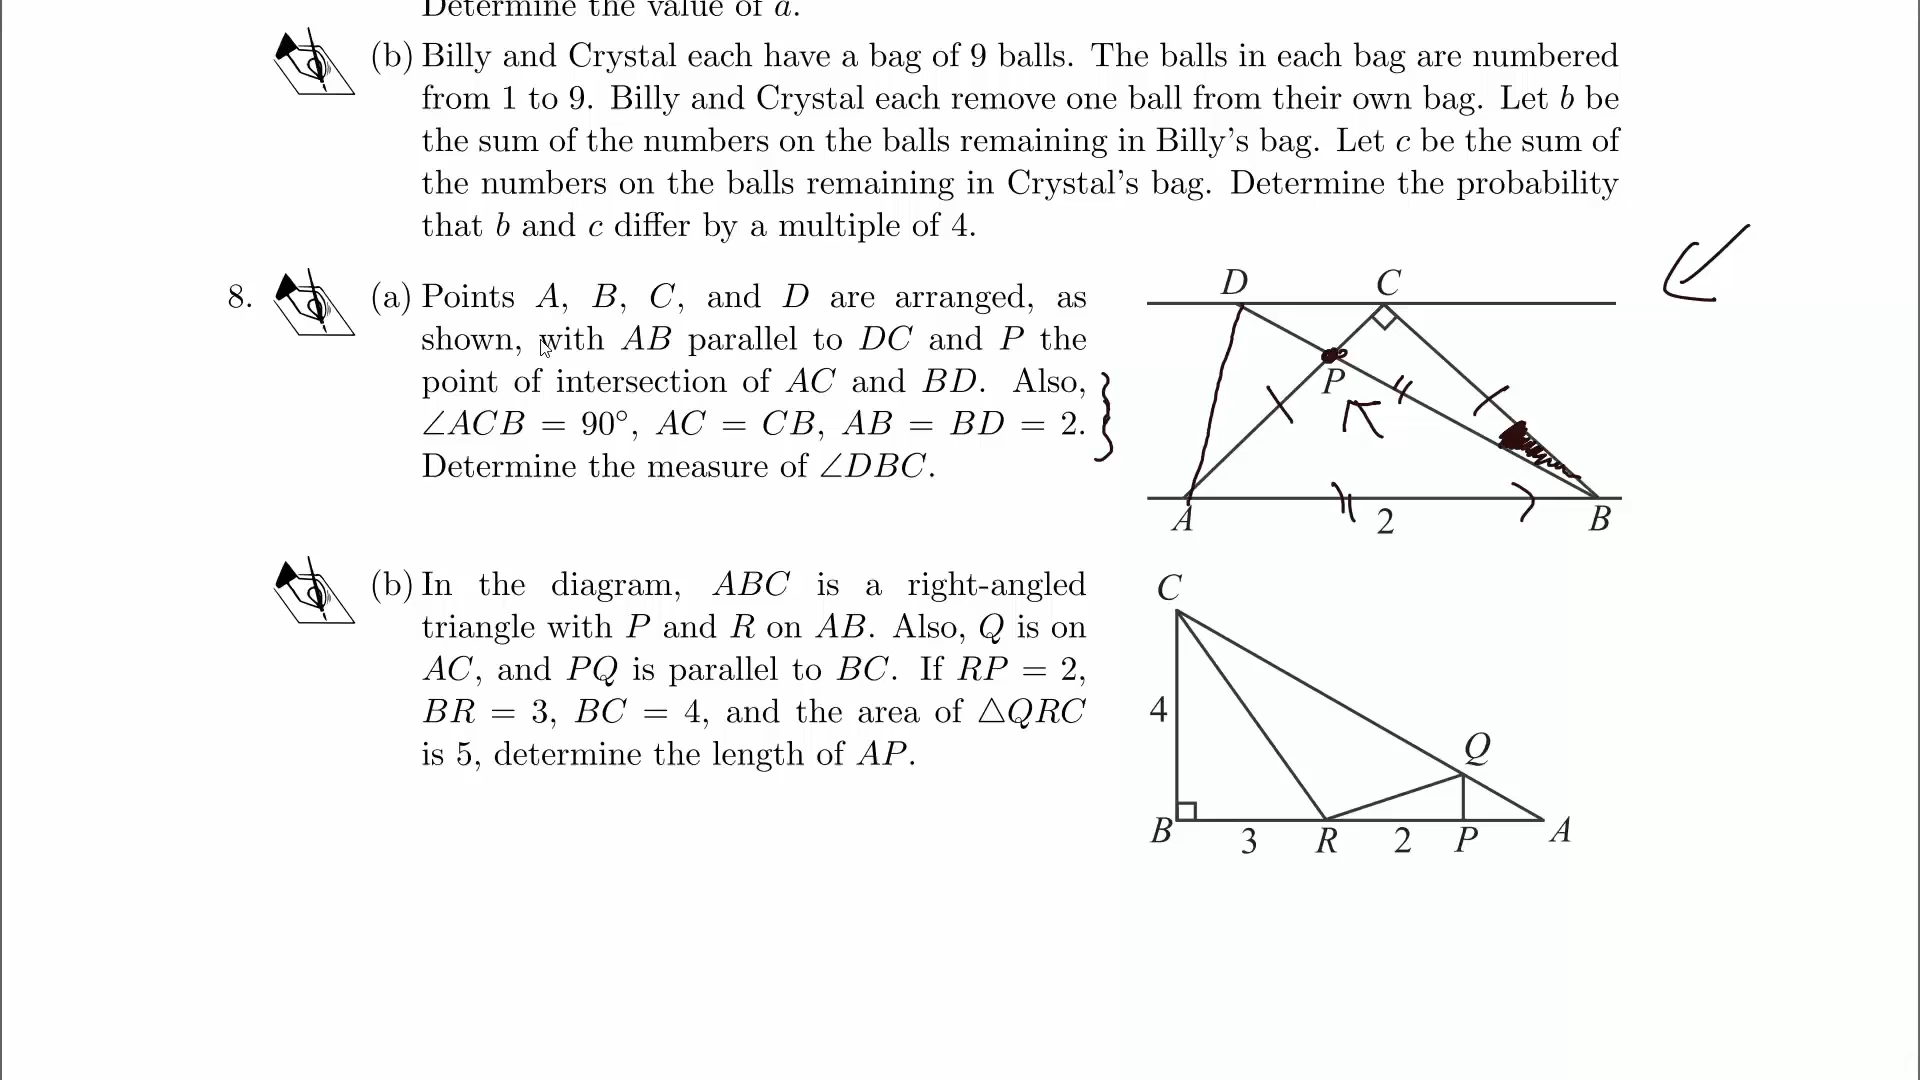 Determine the value of a.
(b) Billy and Crystal each have a bag of 9 balls. The balls in each bag are numbered
from 1 to 9. Billy and Crystal each remove one ball from their own bag. Let b be
the sum of the numbers on the balls remaining in Billy's bag. Let c be the sum of
the numbers on the balls remaining in Crystal's bag. Determine the probability
that b and c differ by a multiple of 4.
8. (a) Points A, B, C, and D are arranged, as
shown, with AB parallel to DC and P the
point of intersection of AC and BD. Also,
∠ACB = 90°, AC = CB, AB = BD = 2.
Determine the measure of ∠DBC.
D C
P
A 2 B
(b) In the diagram, ABC is a right-angled
triangle with P and R on AB. Also, Q is on
AC, and PQ is parallel to BC. If RP = 2,
BR = 3, BC = 4, and the area of △QRC
is 5, determine the length of AP.
C
4
Q
B 3 R 2 P A